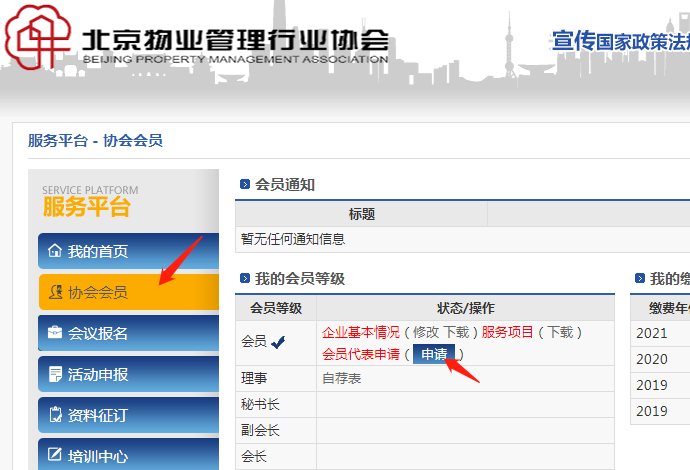 北京物业管理行业协会
BEIJING PROPERTY MANAGEMENT ASSOCIATION
宣传国家政策法
服务平台 - 协会会员
SERVICE PLATFORM
服务平台
我的首页
协会会员
会议报名
活动申报
资料征订
培训中心
会员通知
标题
暂无任何通知信息
我的会员等级
会员等级 状态/操作
会员 企业基本情况（修改 下载）服务项目（下载）
会员代表申请（申请）
理事 自荐表
秘书长
副会长
会长
我的缴
缴费年
2021
2020
2019
2019